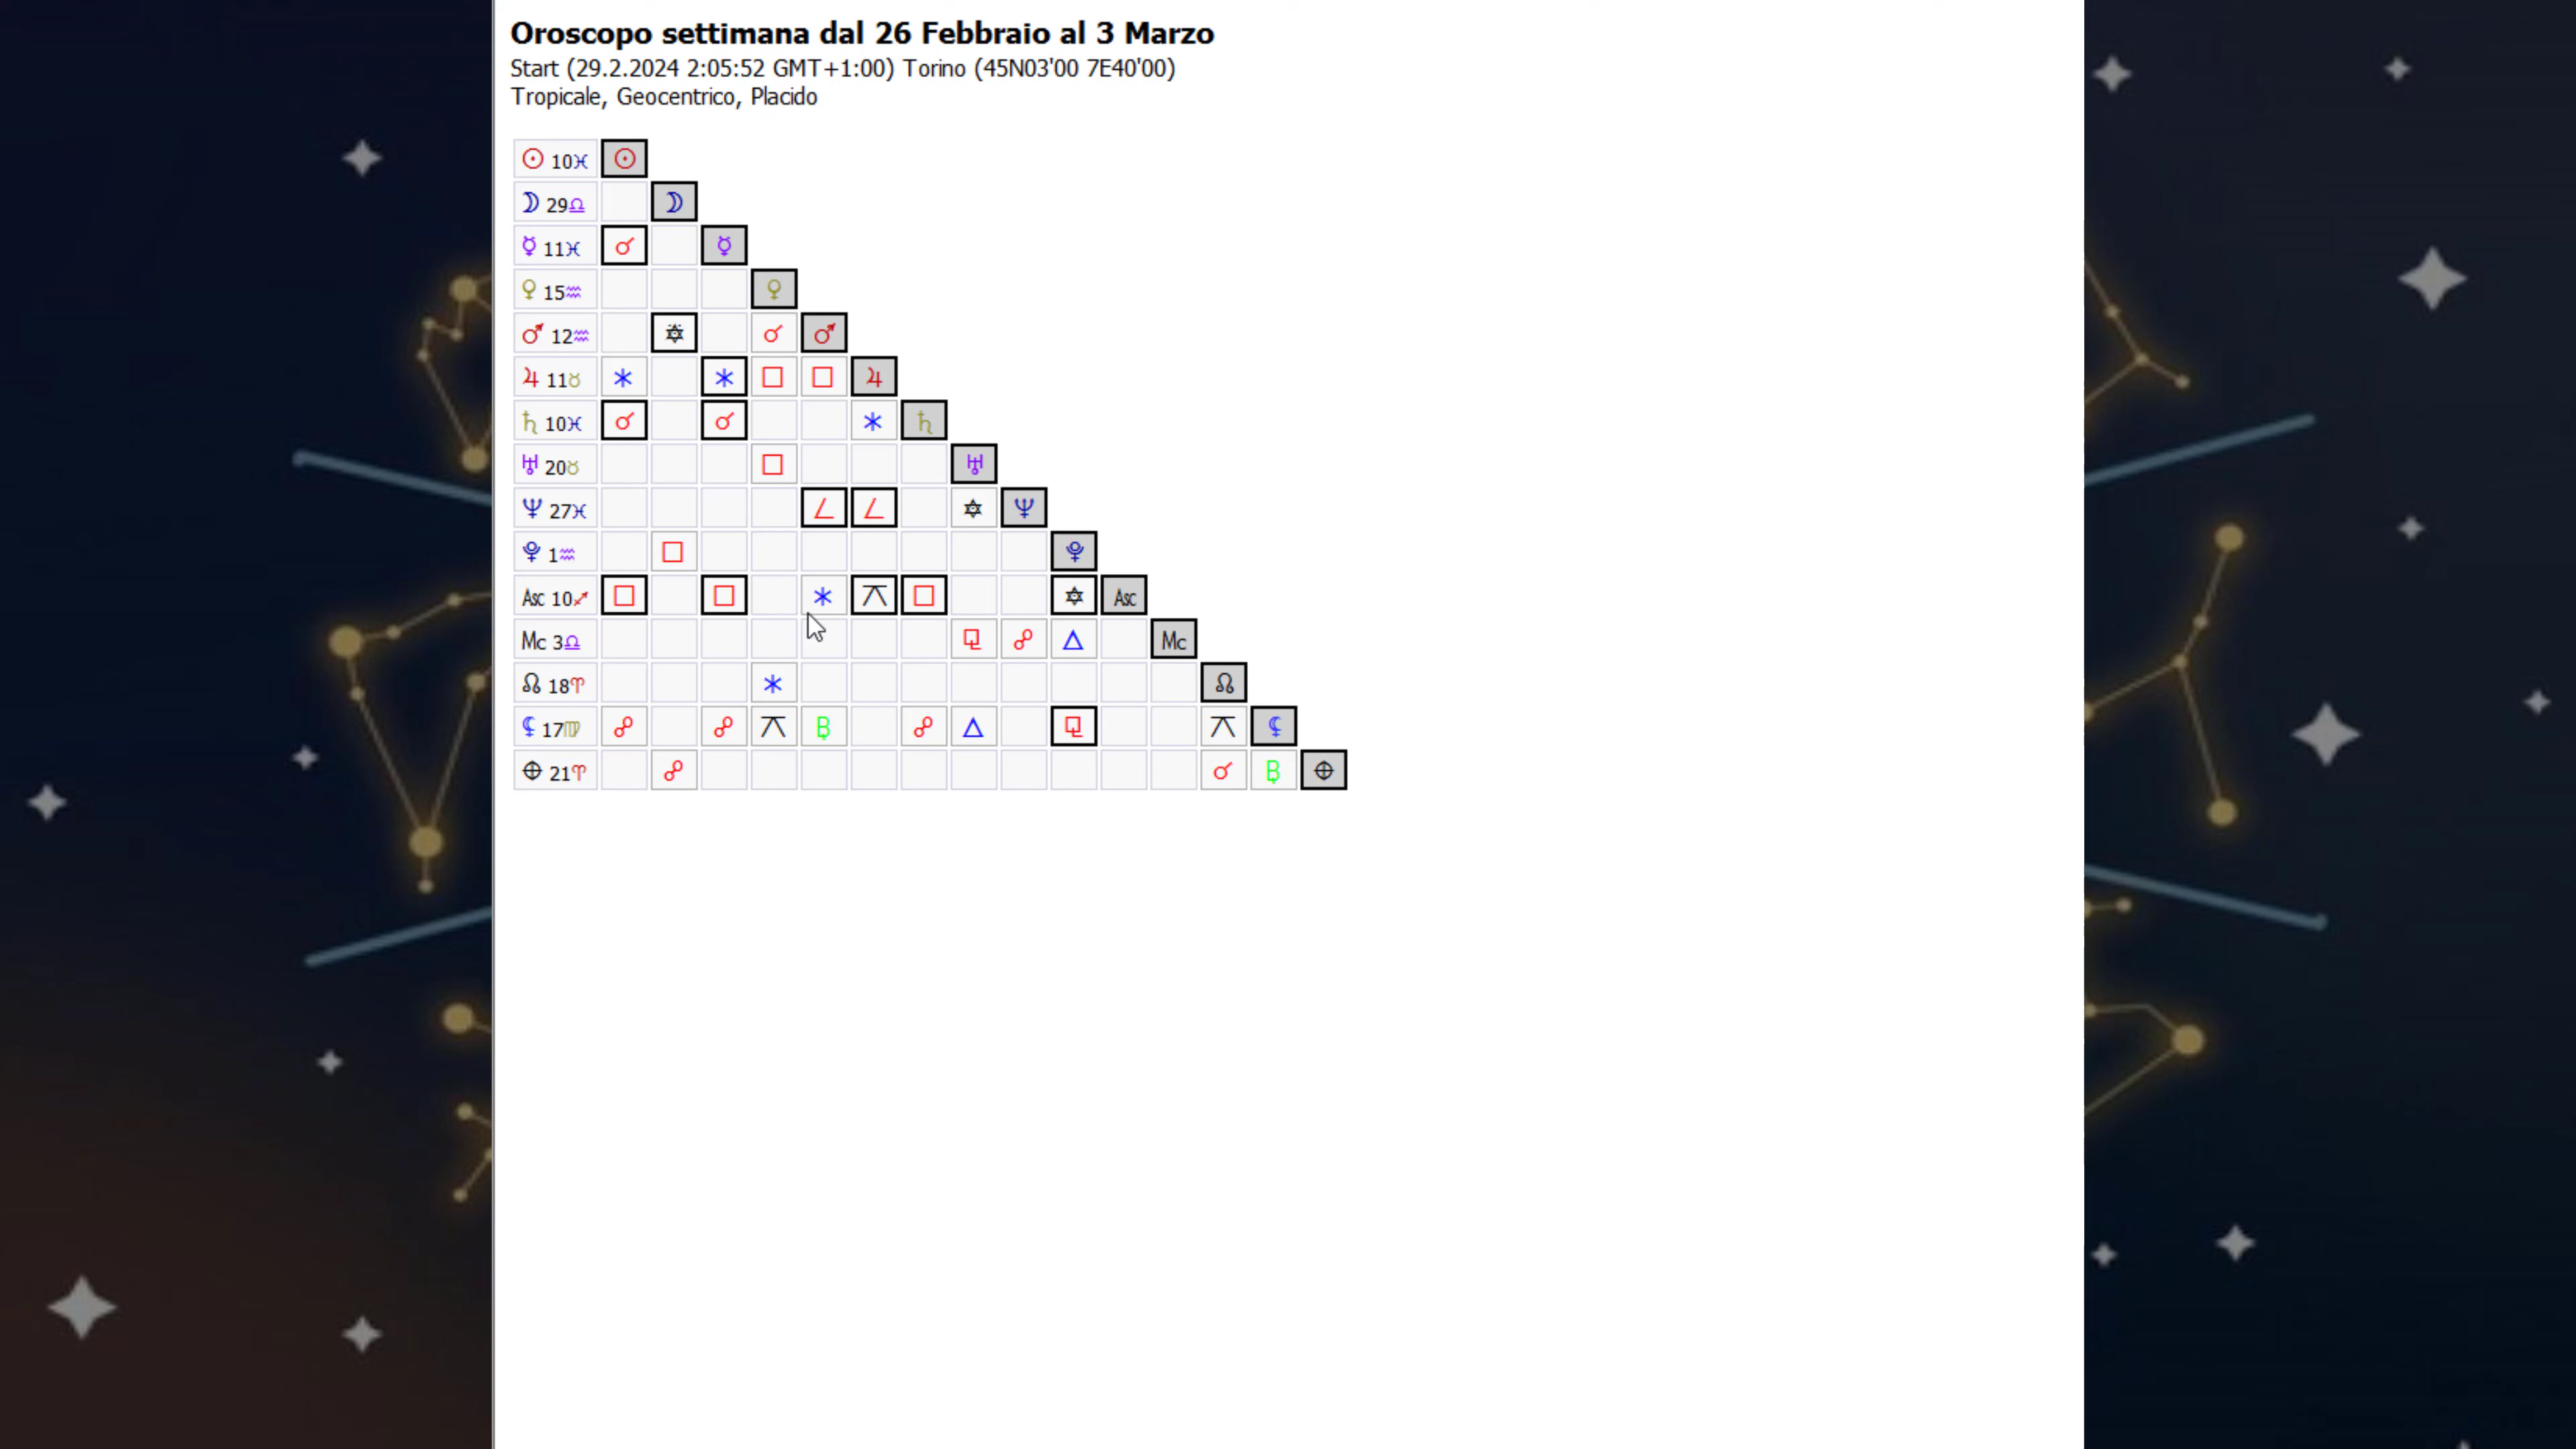 Oroscopo settimana dal 26 Febbraio al 3 Marzo
Start (29.2.2024 2:05:52 GMT+1:00) Torino (45N03'00 7E40'00)
Tropicale, Geocentrico, Placido
☉ 10♓ ☉
☽ 29♎ ☽
☿ 11♓ ☌ ☿
♀ 15♒ ♀
♂ 12♒ ✡ ☌ ♂
♃ 11♉ ⚹ ⚹ □ □ ♃
♄ 10♓ ☌ ☌ ⚹ ♄
♅ 20♉ □ ♅
♆ 27♓ ∠ ∠ ✡ ♆
♇ 1♒ □ ♇
Asc 10♐ □ □ ⚹ ⚻ □ ✡ Asc
Mc 3♎ ⚼ ☍ △ Mc
☊ 18♈ ⚹ ☊
⚸ 17♍ ☍ ☍ ⚻ B ☍ △ ⚼ ⚻ ⚸
⊕ 21♈ ☍ ☌ B ⊕